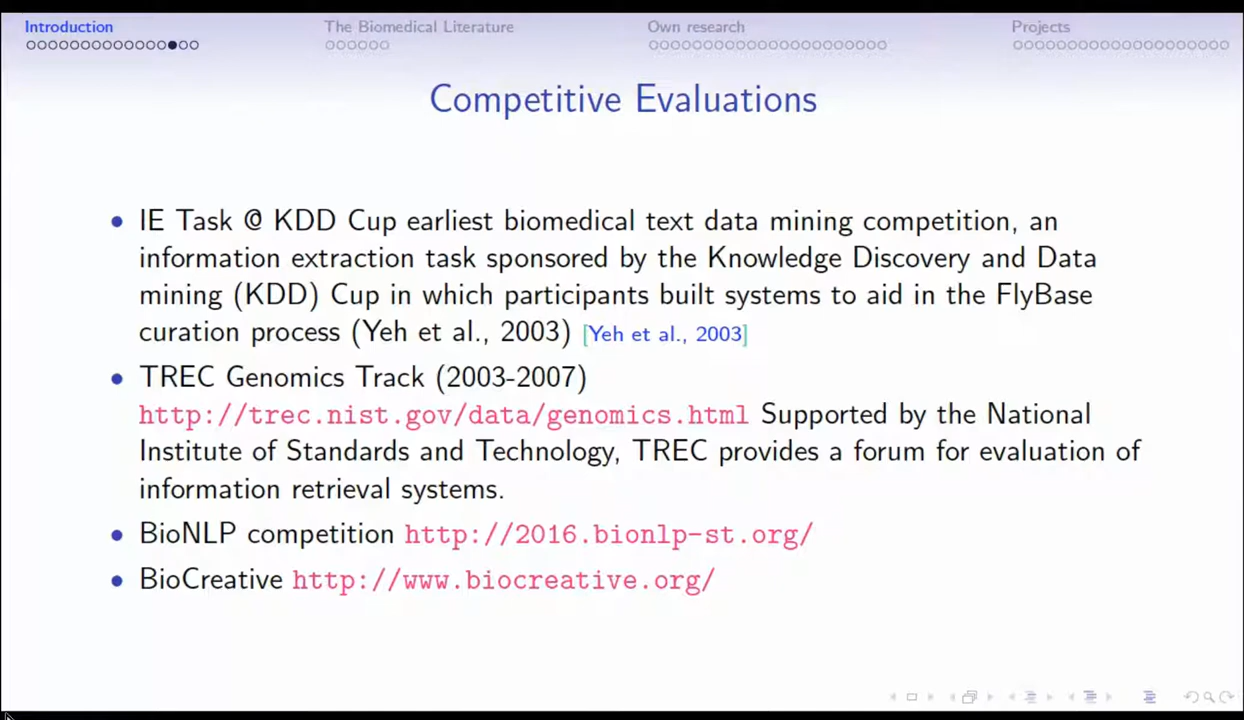 Introduction
The Biomedical Literature
Own research
Projects
Competitive Evaluations
IE Task @ KDD Cup earliest biomedical text data mining competition, an
information extraction task sponsored by the Knowledge Discovery and Data
mining (KDD) Cup in which participants built systems to aid in the FlyBase
curation process (Yeh et al., 2003) [Yeh et al., 2003]
TREC Genomics Track (2003-2007)
http://trec.nist.gov/data/genomics.html Supported by the National
Institute of Standards and Technology, TREC provides a forum for evaluation of
information retrieval systems.
BioNLP competition http://2016.bionlp-st.org/
BioCreative http://www.biocreative.org/